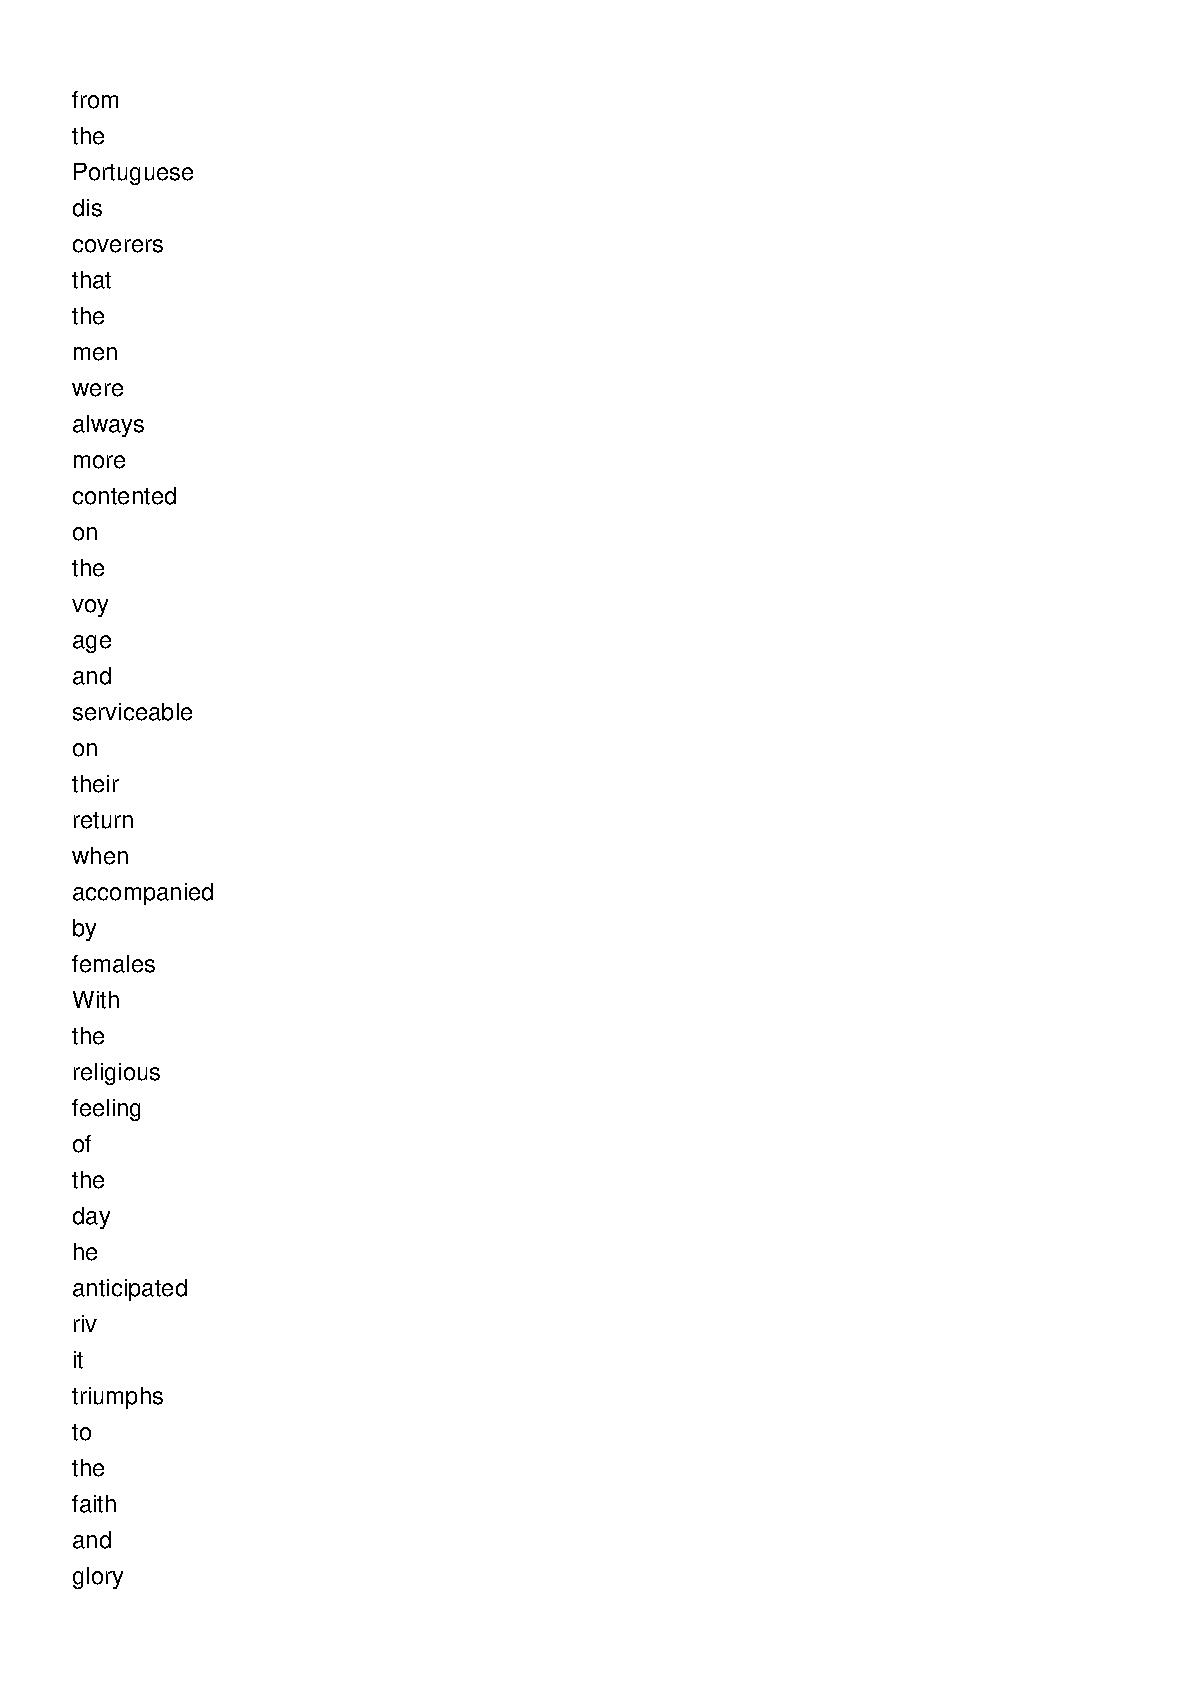 from
the
Portuguese
dis
coverers
that
the
men
were
always
more
contented
on
the
voy
age
and
serviceable
on
their
return
when
accompanied
by
females
With
the
religious
feeling
of
the
day
he
anticipated
riv
it
triumphs
to
the
faith
and
glory